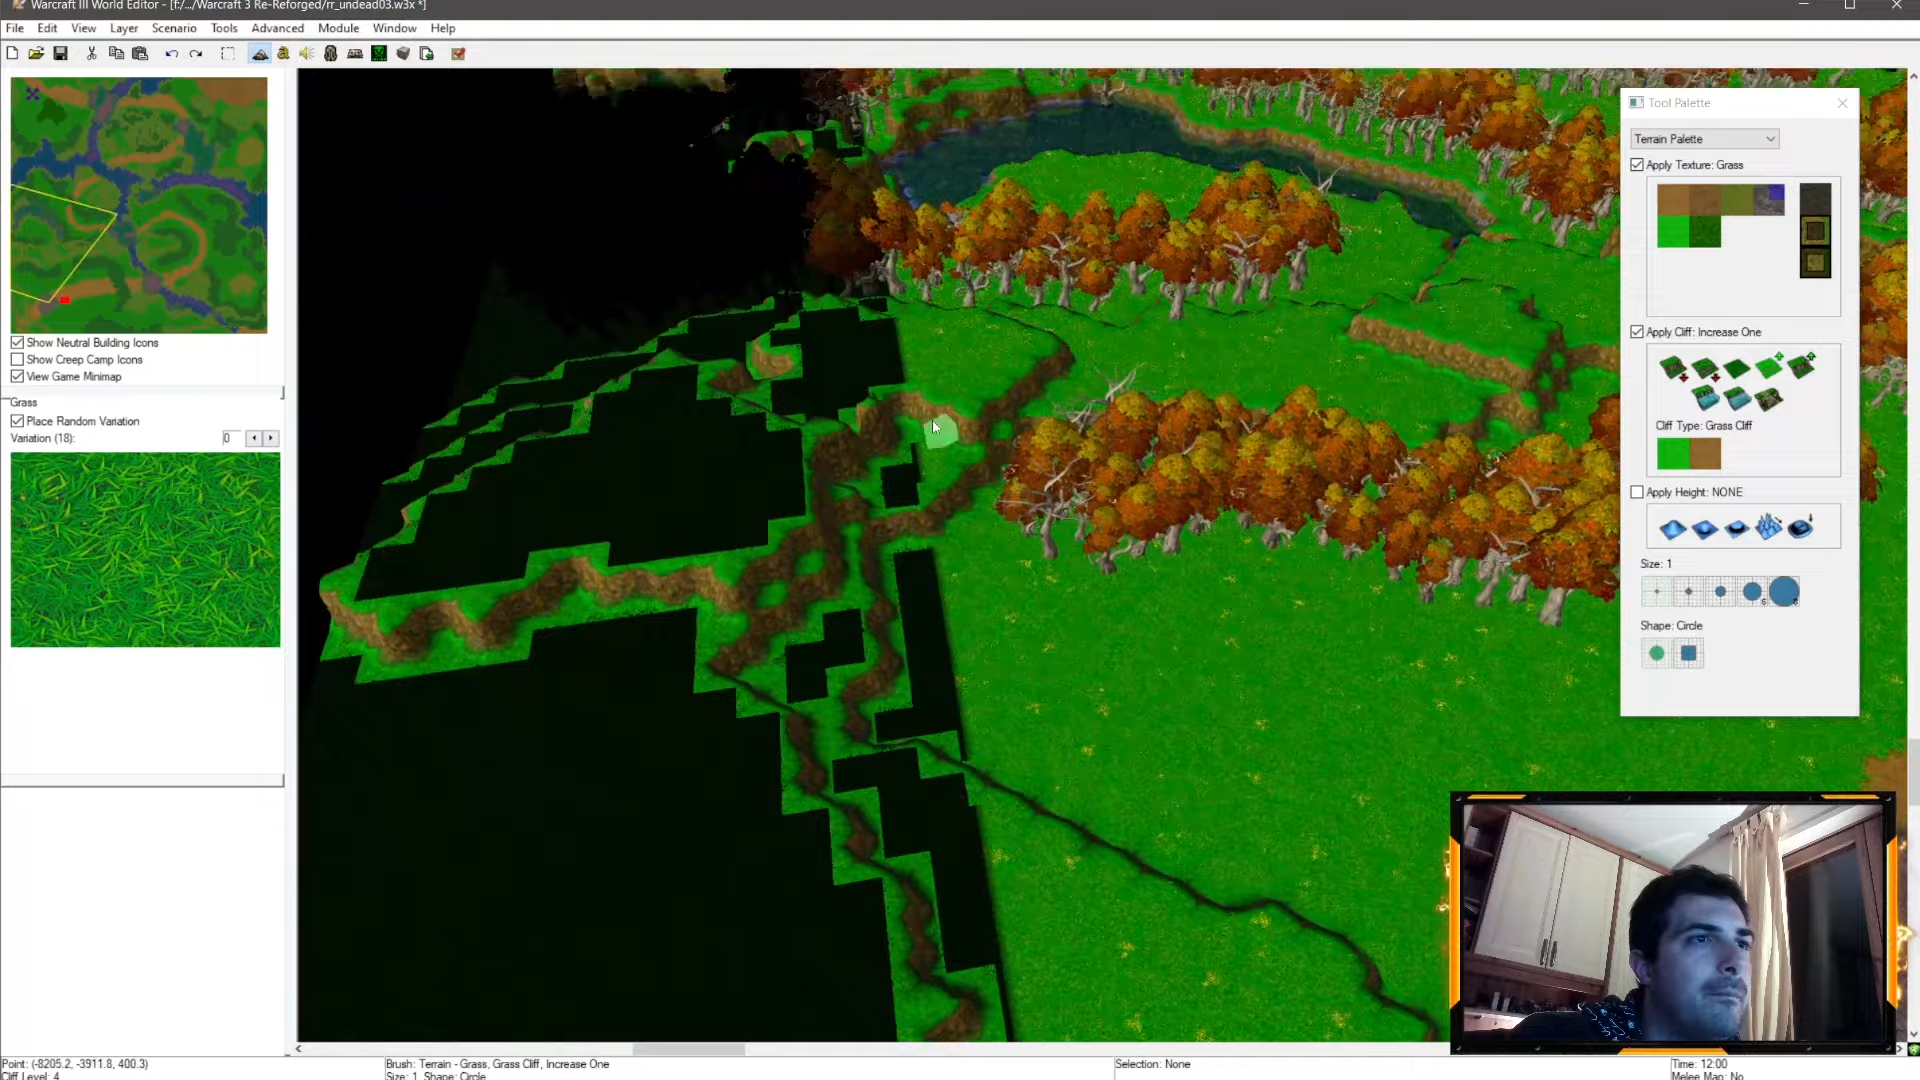 Warcraft III World Editor - [f:/.../Warcraft 3 Re-Reforged/rr_undead03.w3x *]
File Edit View Layer Scenario Tools Advanced Module Window Help
Show Neutral Building Icons
Show Creep Camp Icons
View Game Minimap
Grass
Place Random Variation
Variation (18): 0
Tool Palette
Terrain Palette
Apply Texture: Grass
Apply Cliff: Increase One
Cliff Type: Grass Cliff
Apply Height: NONE
Size: 1
Shape: Circle
Point: (-8205.2, -3911.8, 400.3)
Cliff Level: 4
Brush: Terrain - Grass, Grass Cliff, Increase One
Size: 1, Shape: Circle
Selection: None
Time: 12:00
Melee Map: No